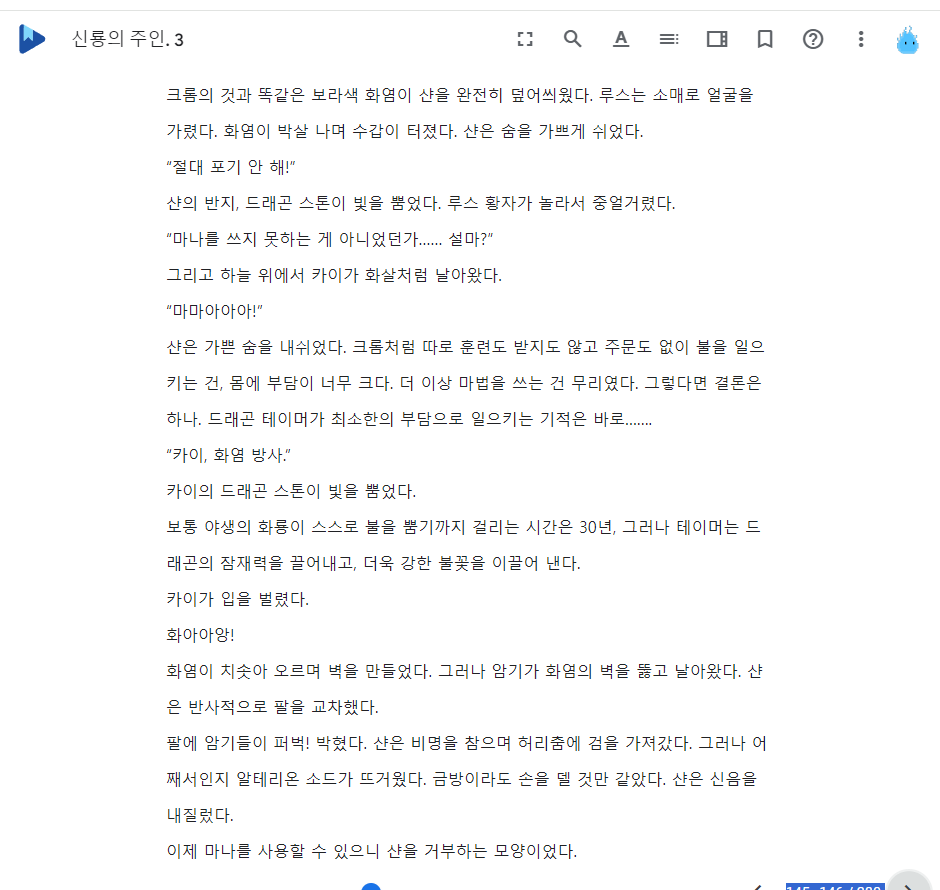 신룡의 주인. 3
크롬의 것과 똑같은 보라색 화염이 샨을 완전히 덮어씌웠다. 루스는 소매로 얼굴을
가렸다. 화염이 박살 나며 수갑이 터졌다. 샨은 숨을 가쁘게 쉬었다.
“절대 포기 안 해!”
샨의 반지, 드래곤 스톤이 빛을 뿜었다. 루스 황자가 놀라서 중얼거렸다.
“마나를 쓰지 못하는 게 아니었던가...... 설마?”
그리고 하늘 위에서 카이가 화살처럼 날아왔다.
“마마아아아!”
샨은 가쁜 숨을 내쉬었다. 크롬처럼 따로 훈련도 받지도 않고 주문도 없이 불을 일으
키는 건, 몸에 부담이 너무 크다. 더 이상 마법을 쓰는 건 무리였다. 그렇다면 결론은
하나. 드래곤 테이머가 최소한의 부담으로 일으키는 기적은 바로.......
“카이, 화염 방사.”
카이의 드래곤 스톤이 빛을 뿜었다.
보통 야생의 화룡이 스스로 불을 뿜기까지 걸리는 시간은 30년, 그러나 테이머는 드
래곤의 잠재력을 끌어내고, 더욱 강한 불꽃을 이끌어 낸다.
카이가 입을 벌렸다.
화아아앙!
화염이 치솟아 오르며 벽을 만들었다. 그러나 암기가 화염의 벽을 뚫고 날아왔다. 샨
은 반사적으로 팔을 교차했다.
팔에 암기들이 퍼벅! 박혔다. 샨은 비명을 참으며 허리춤에 검을 가져갔다. 그러나 어
째서인지 알테리온 소드가 뜨거웠다. 금방이라도 손을 델 것만 같았다. 샨은 신음을
내질렀다.
이제 마나를 사용할 수 있으니 샨을 거부하는 모양이었다.